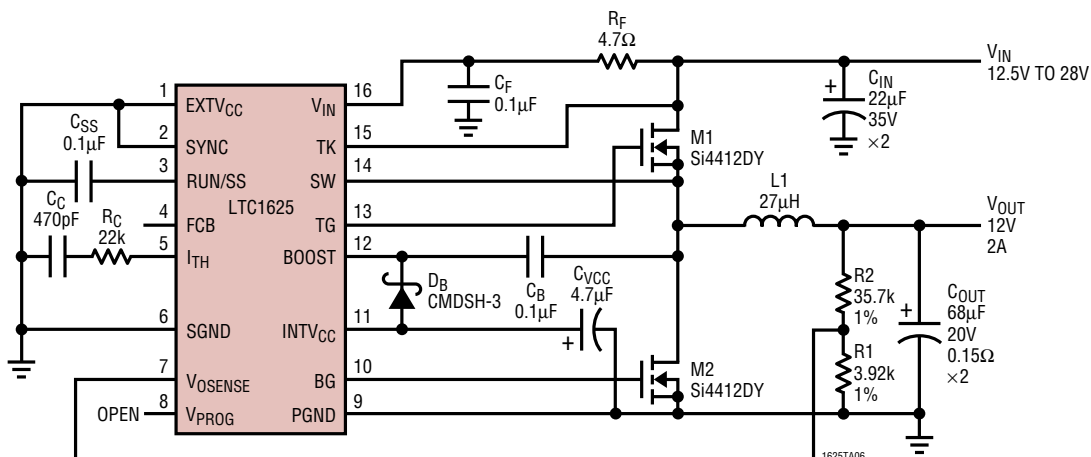 RF
4.7Ω
VIN
12.5V TO 28V
CF
0.1µF
CIN
22µF
35V
×2
+
1
EXTVCC
2
SYNC
3
RUN/SS
4
FCB
5
ITH
6
SGND
7
VOSENSE
8
VPROG
OPEN
LTC1625
16
VIN
15
TK
14
SW
13
TG
12
BOOST
11
INTVCC
10
BG
9
PGND
CSS
0.1µF
CC
470pF
RC
22k
M1
Si4412DY
L1
27µH
VOUT
12V
2A
DB
CMDSH-3
CB
0.1µF
CVCC
4.7µF
+
M2
Si4412DY
R2
35.7k
1%
R1
3.92k
1%
+
COUT
68µF
20V
0.15Ω
×2
1625TA06